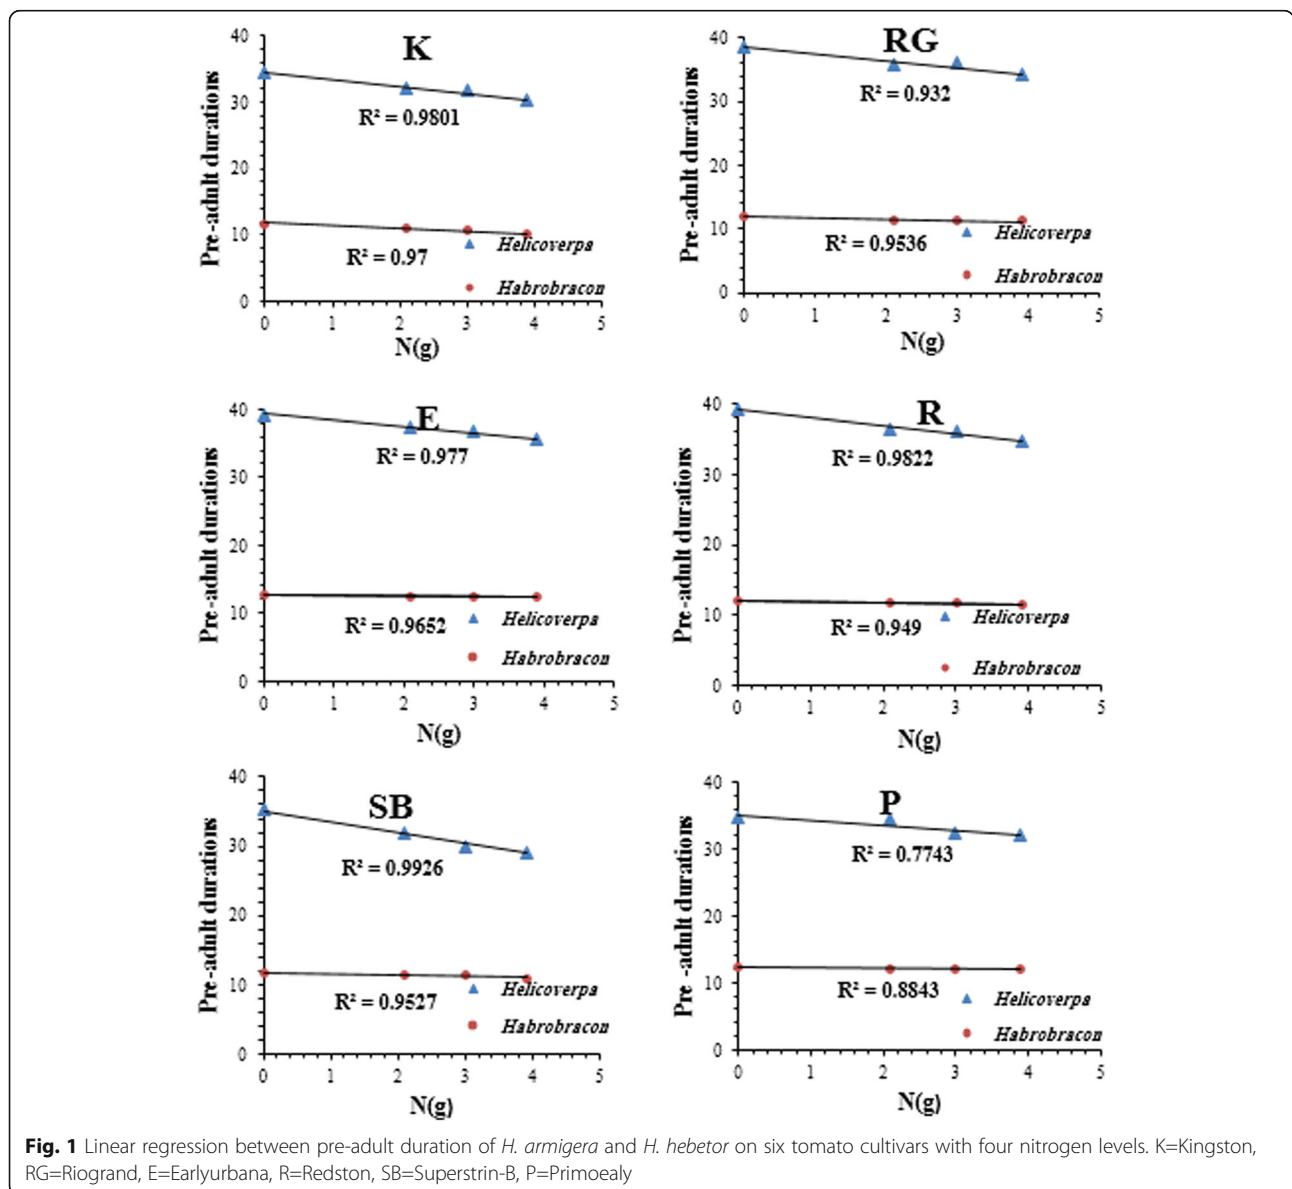 K
40
30
20
10
0
Pre-adult durations
R² = 0.9801
R² = 0.97
Helicoverpa
Habrobracon
0 1 2 3 4 5
N(g)
RG
40
30
20
10
0
Pre-adult durations
R² = 0.932
R² = 0.9536
Helicoverpa
Habrobracon
0 1 2 3 4 5
N(g)
E
40
30
20
10
0
Pre-adult durations
R² = 0.977
R² = 0.9652
Helicoverpa
Habrobracon
0 1 2 3 4 5
N(g)
R
40
30
20
10
0
Pre-adult durations
R² = 0.9822
R² = 0.949
Helicoverpa
Habrobracon
0 1 2 3 4 5
N(g)
SB
40
30
20
10
0
Pre-adult durations
R² = 0.9926
R² = 0.9527
Helicoverpa
Habrobracon
0 1 2 3 4 5
N(g)
P
40
30
20
10
0
Pre -adult durations
R² = 0.7743
R² = 0.8843
Helicoverpa
Habrobracon
0 1 2 3 4 5
N(g)
Fig. 1 Linear regression between pre-adult duration of H. armigera and H. hebetor on six tomato cultivars with four nitrogen levels. K=Kingston,
RG=Riogrand, E=Earlyurbana, R=Redston, SB=Superstrin-B, P=Primoealy